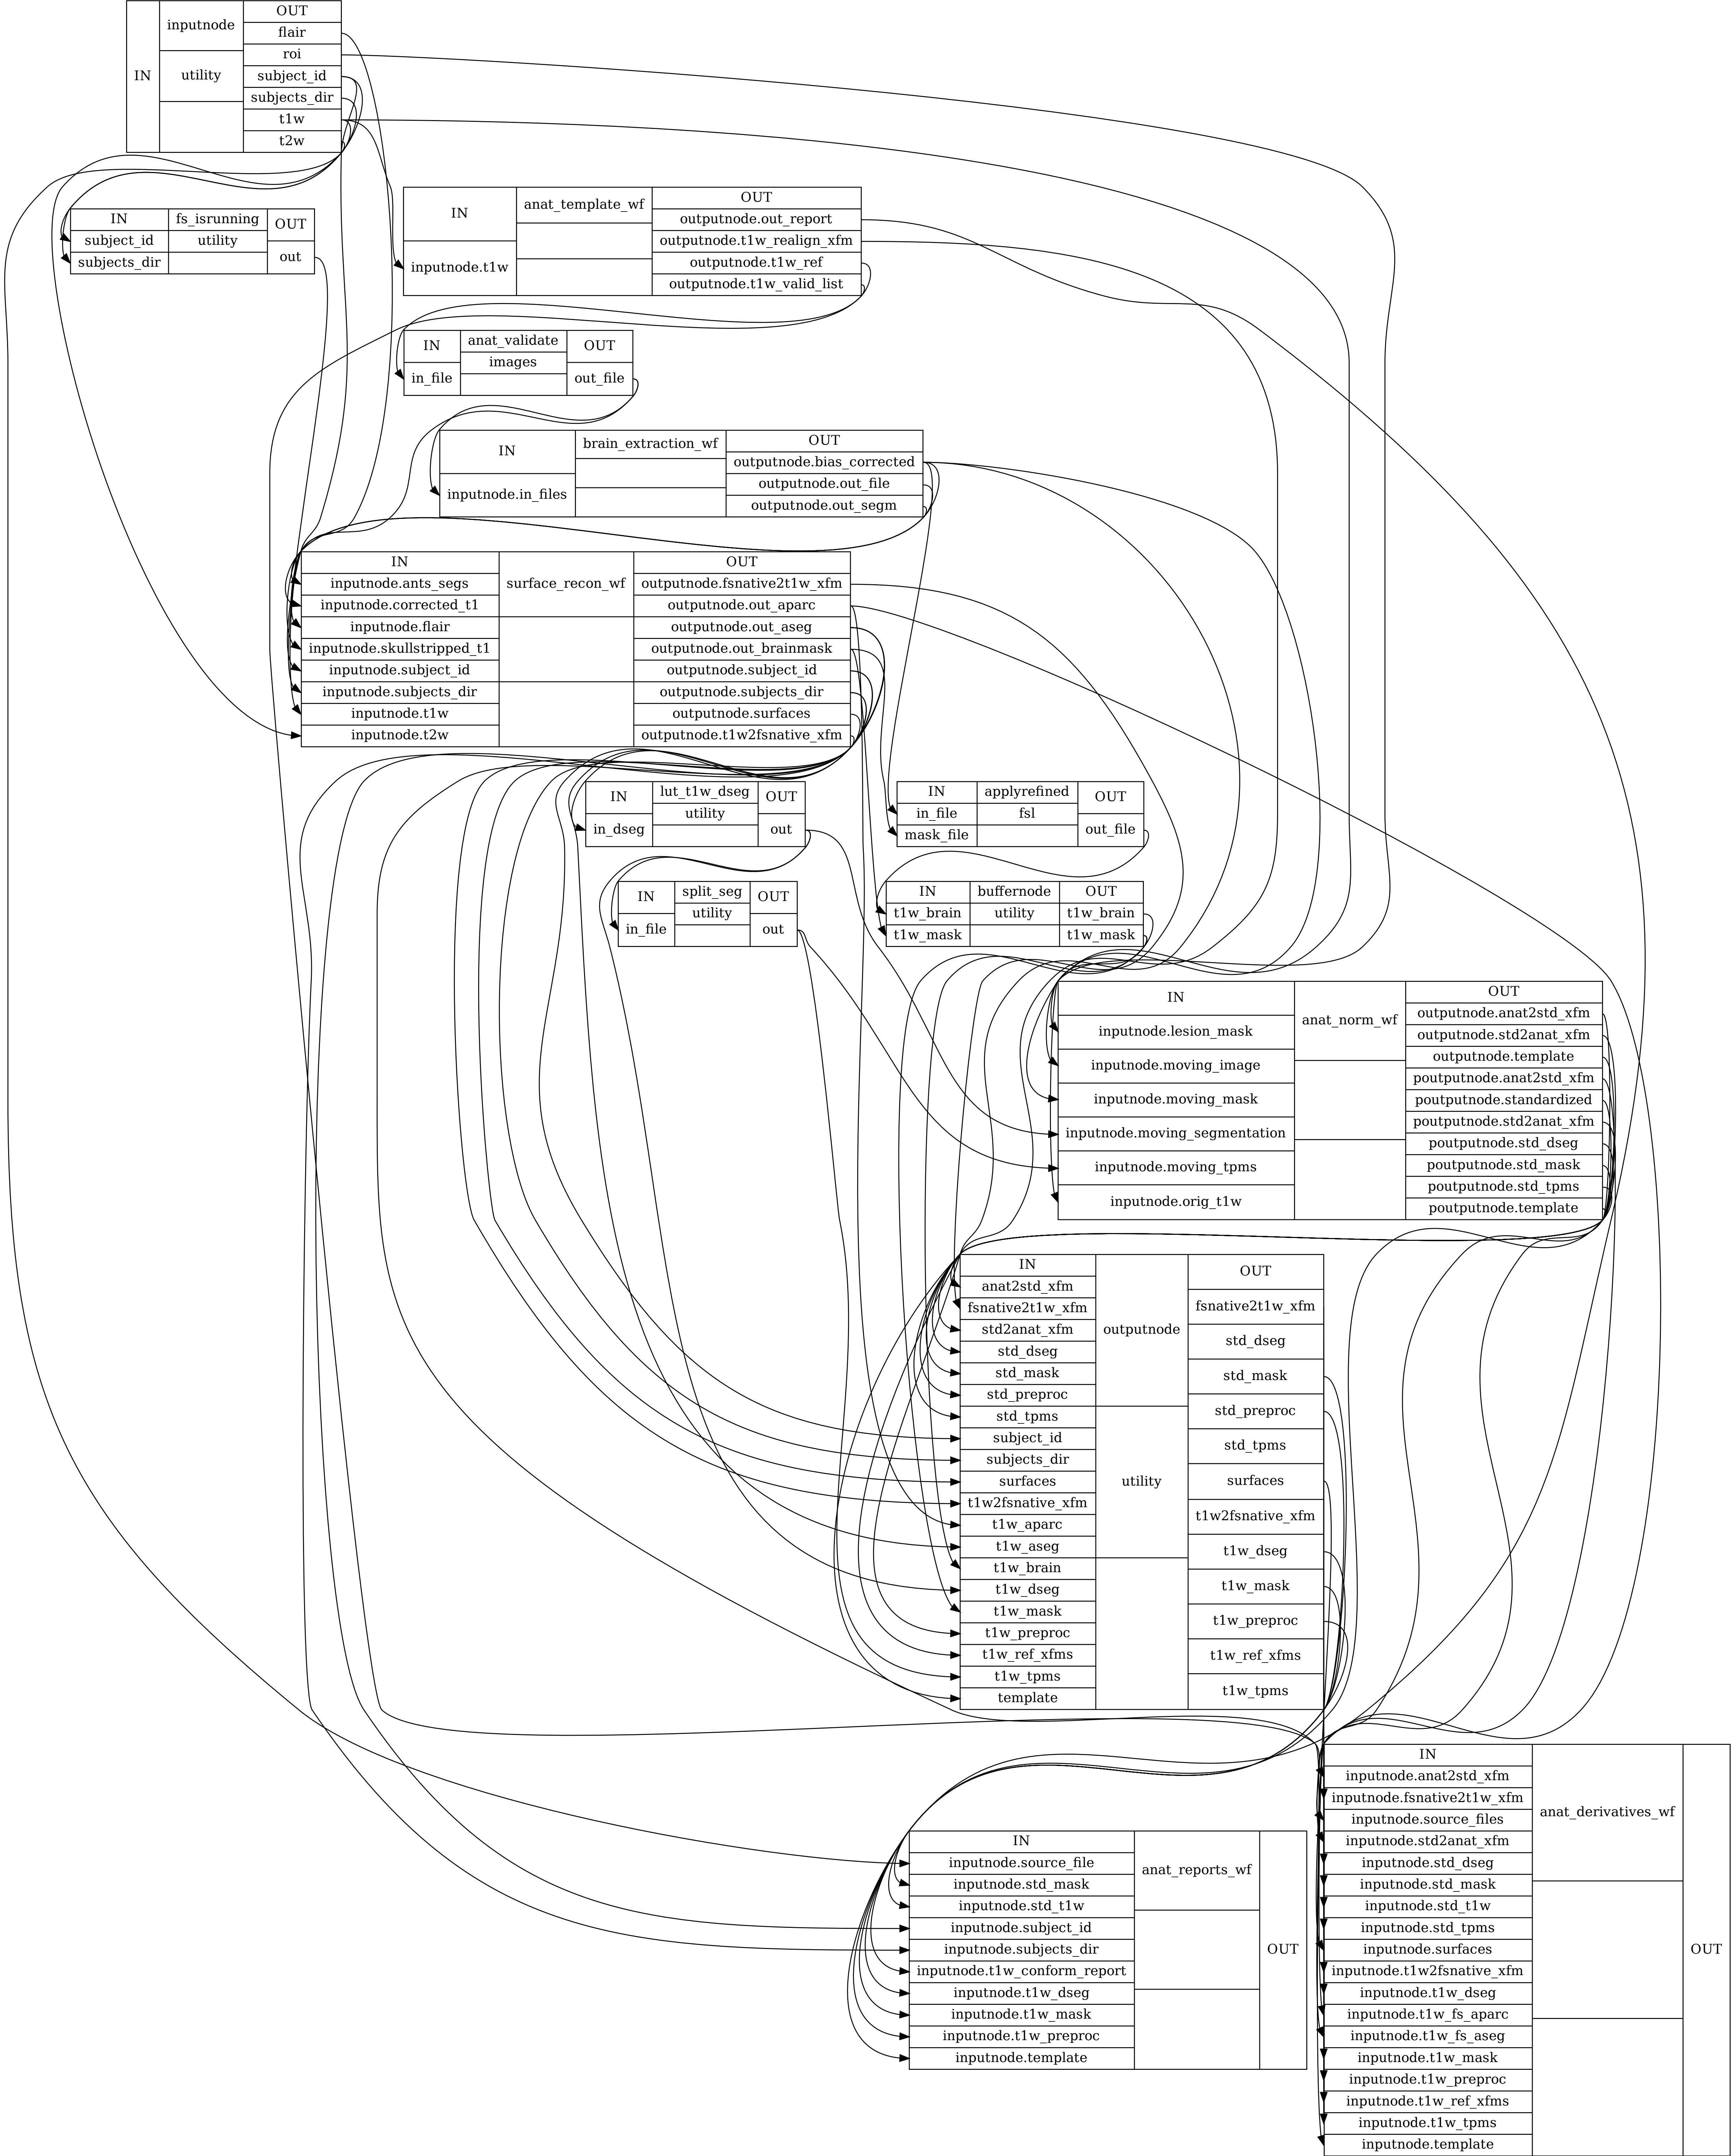 IN
inputnode
utility
OUT
flair
roi
subject_id
subjects_dir
t1w
t2w
IN
subject_id
subjects_dir
fs_isrunning
utility
OUT
out
IN
inputnode.t1w
anat_template_wf
OUT
outputnode.out_report
outputnode.t1w_realign_xfm
outputnode.t1w_ref
outputnode.t1w_valid_list
IN
in_file
anat_validate
images
OUT
out_file
IN
inputnode.in_files
brain_extraction_wf
OUT
outputnode.bias_corrected
outputnode.out_file
outputnode.out_segm
IN
inputnode.ants_segs
inputnode.corrected_t1
inputnode.flair
inputnode.skullstripped_t1
inputnode.subject_id
inputnode.subjects_dir
inputnode.t1w
inputnode.t2w
surface_recon_wf
OUT
outputnode.fsnative2t1w_xfm
outputnode.out_aparc
outputnode.out_aseg
outputnode.out_brainmask
outputnode.subject_id
outputnode.subjects_dir
outputnode.surfaces
outputnode.t1w2fsnative_xfm
IN
in_dseg
lut_t1w_dseg
utility
OUT
out
IN
in_file
mask_file
applyrefined
fsl
OUT
out_file
IN
in_file
split_seg
utility
OUT
out
IN
t1w_brain
t1w_mask
buffernode
utility
OUT
t1w_brain
t1w_mask
IN
inputnode.lesion_mask
inputnode.moving_image
inputnode.moving_mask
inputnode.moving_segmentation
inputnode.moving_tpms
inputnode.orig_t1w
anat_norm_wf
OUT
outputnode.anat2std_xfm
outputnode.std2anat_xfm
outputnode.template
poutputnode.anat2std_xfm
poutputnode.standardized
poutputnode.std2anat_xfm
poutputnode.std_dseg
poutputnode.std_mask
poutputnode.std_tpms
poutputnode.template
IN
anat2std_xfm
fsnative2t1w_xfm
std2anat_xfm
std_dseg
std_mask
std_preproc
std_tpms
subject_id
subjects_dir
surfaces
t1w2fsnative_xfm
t1w_aparc
t1w_aseg
t1w_brain
t1w_dseg
t1w_mask
t1w_preproc
t1w_ref_xfms
t1w_tpms
template
outputnode
utility
OUT
fsnative2t1w_xfm
std_dseg
std_mask
std_preproc
std_tpms
surfaces
t1w2fsnative_xfm
t1w_dseg
t1w_mask
t1w_preproc
t1w_ref_xfms
t1w_tpms
IN
inputnode.source_file
inputnode.std_mask
inputnode.std_t1w
inputnode.subject_id
inputnode.subjects_dir
inputnode.t1w_conform_report
inputnode.t1w_dseg
inputnode.t1w_mask
inputnode.t1w_preproc
inputnode.template
anat_reports_wf
OUT
IN
inputnode.anat2std_xfm
inputnode.fsnative2t1w_xfm
inputnode.source_files
inputnode.std2anat_xfm
inputnode.std_dseg
inputnode.std_mask
inputnode.std_t1w
inputnode.std_tpms
inputnode.surfaces
inputnode.t1w2fsnative_xfm
inputnode.t1w_dseg
inputnode.t1w_fs_aparc
inputnode.t1w_fs_aseg
inputnode.t1w_mask
inputnode.t1w_preproc
inputnode.t1w_ref_xfms
inputnode.t1w_tpms
inputnode.template
anat_derivatives_wf
OUT